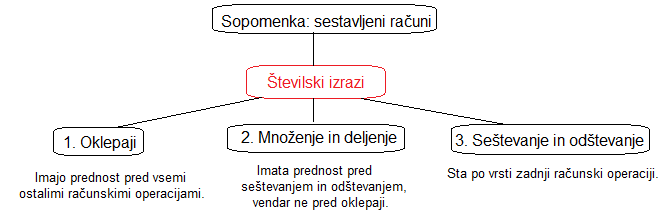 Sopomenka: sestavljeni računi
Številski izrazi
1. Oklepaji
2. Množenje in deljenje
3. Seštevanje in odštevanje
Imajo prednost pred vsemi
ostalimi računskimi operacijami.
Imata prednost pred
seštevanjem in odštevanjem,
vendar ne pred oklepaji.
Sta po vrsti zadnji računski operaciji.